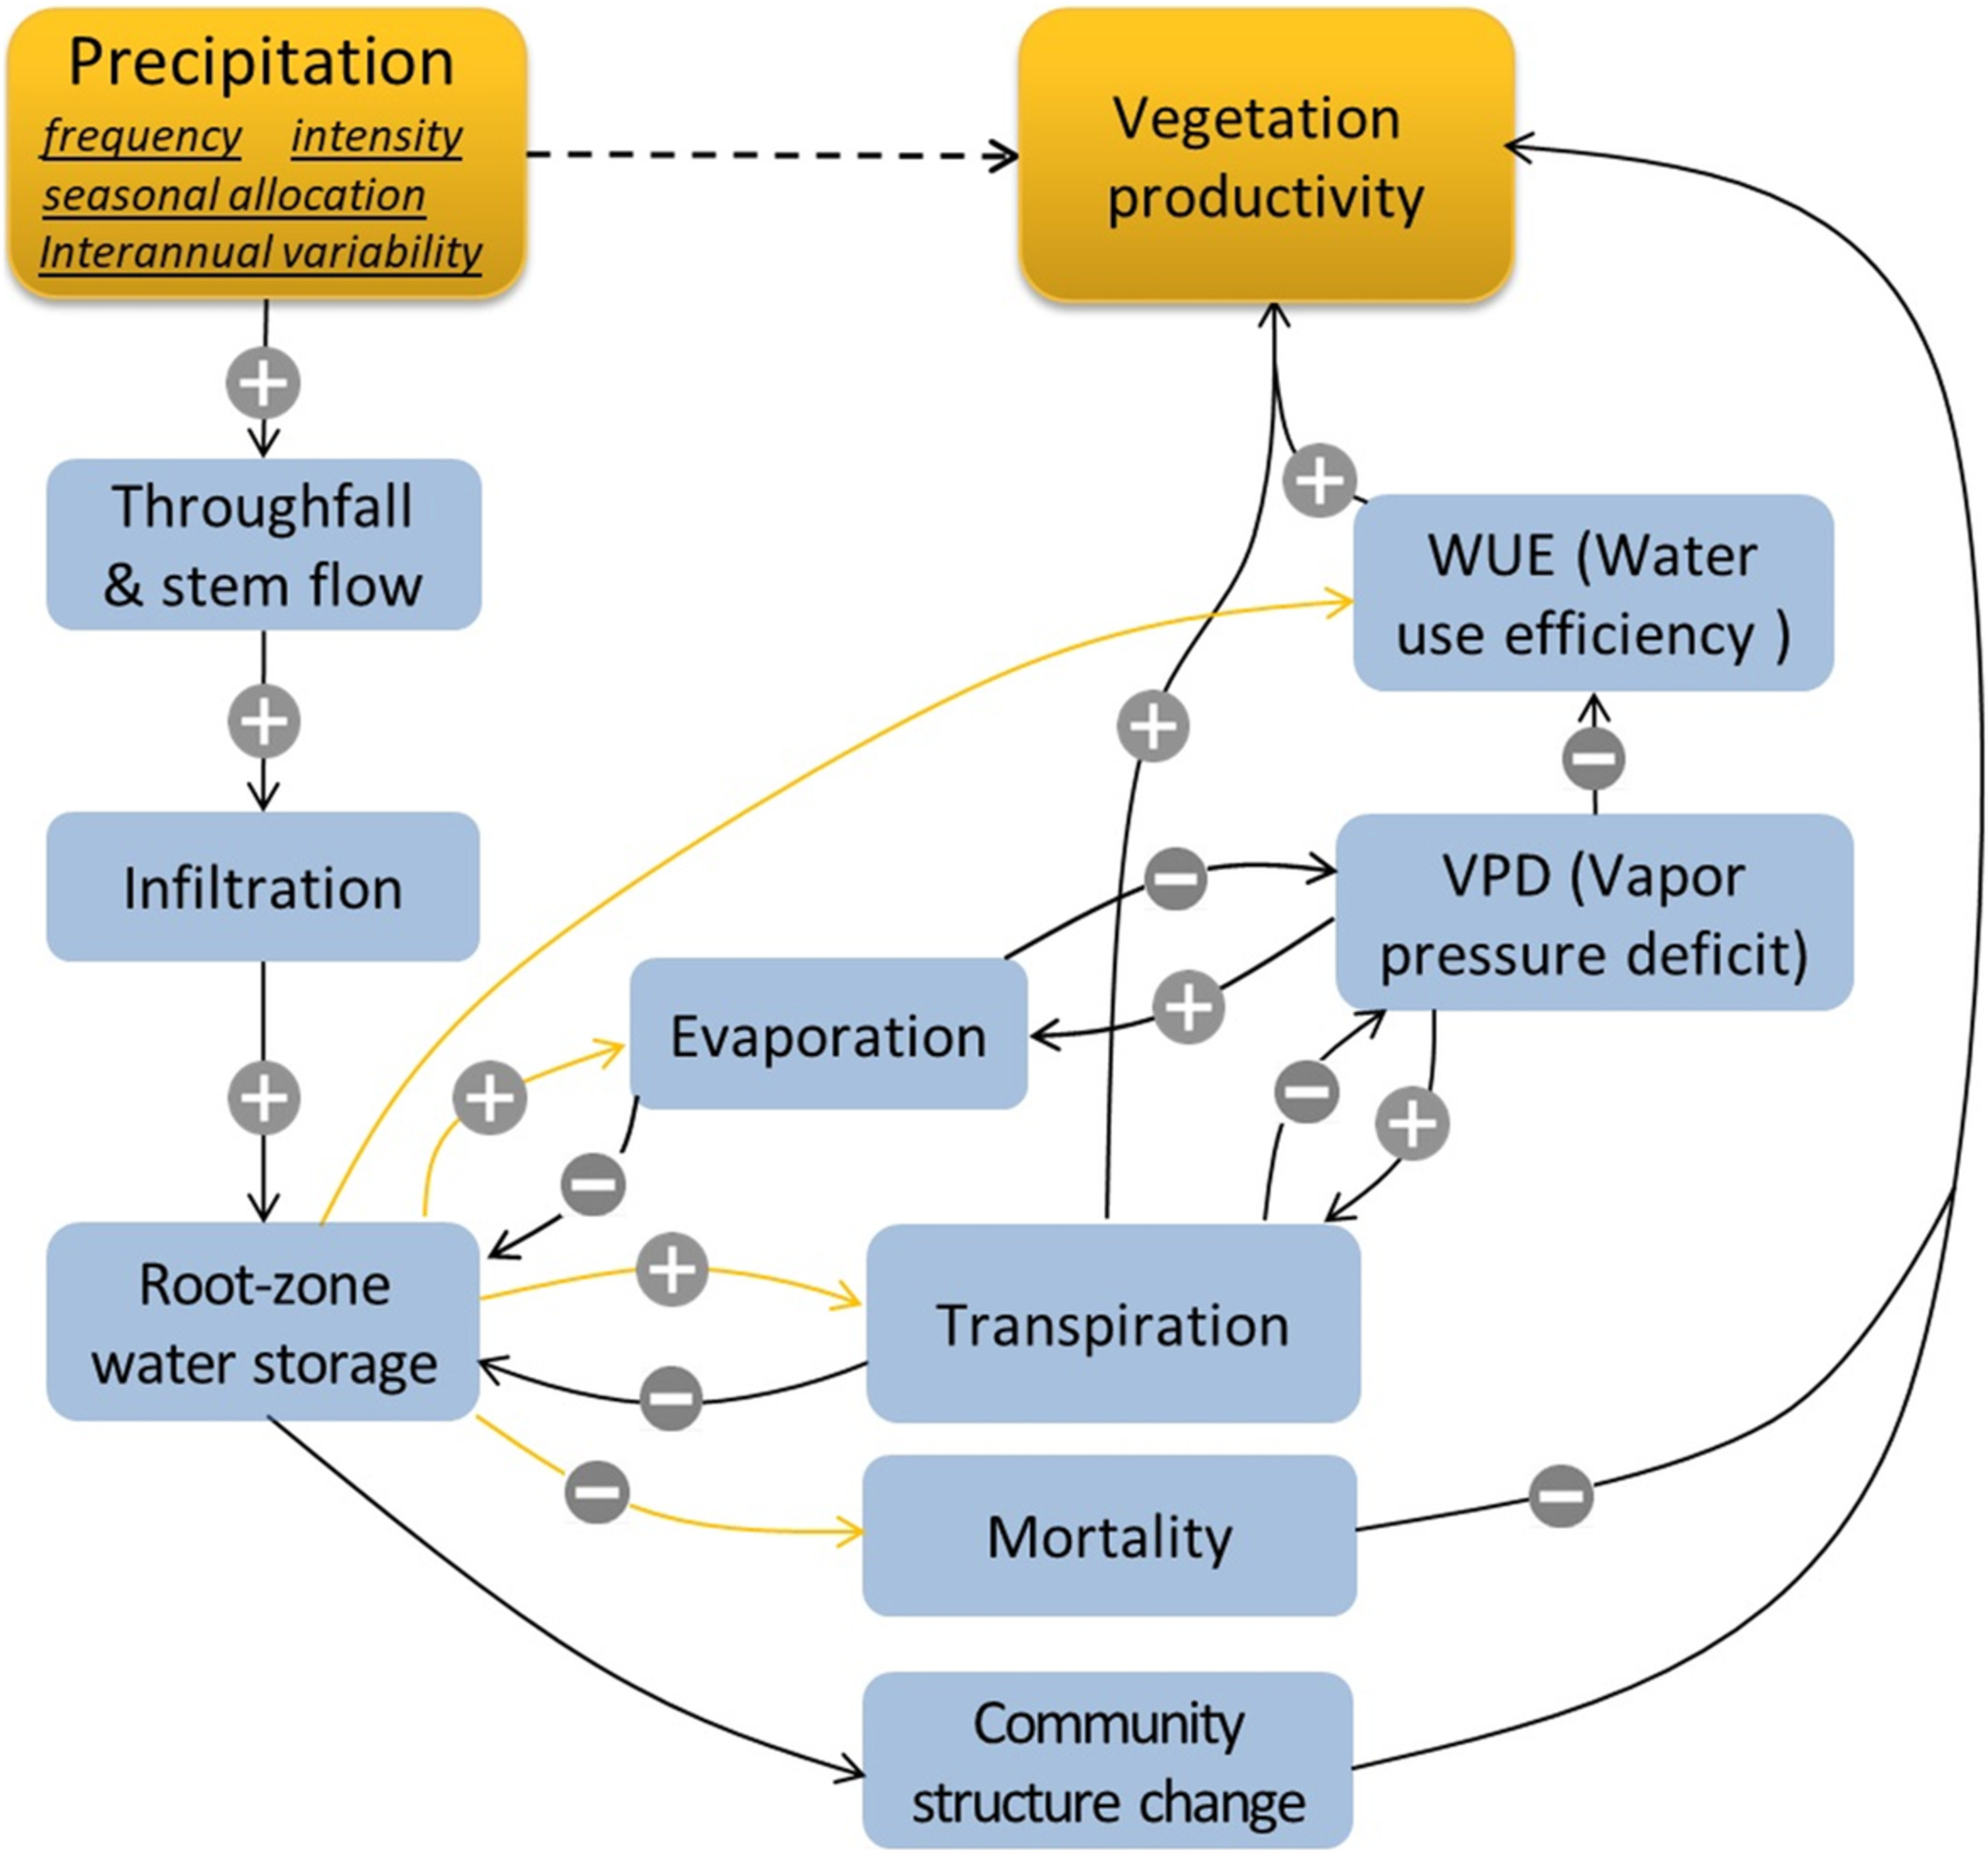 Precipitation
frequency intensity
seasonal allocation
Interannual variability
Vegetation
productivity
Throughfall
& stem flow
WUE (Water
use efficiency )
Infiltration
VPD (Vapor
pressure deficit)
Evaporation
Root-zone
water storage
Transpiration
Mortality
Community
structure change